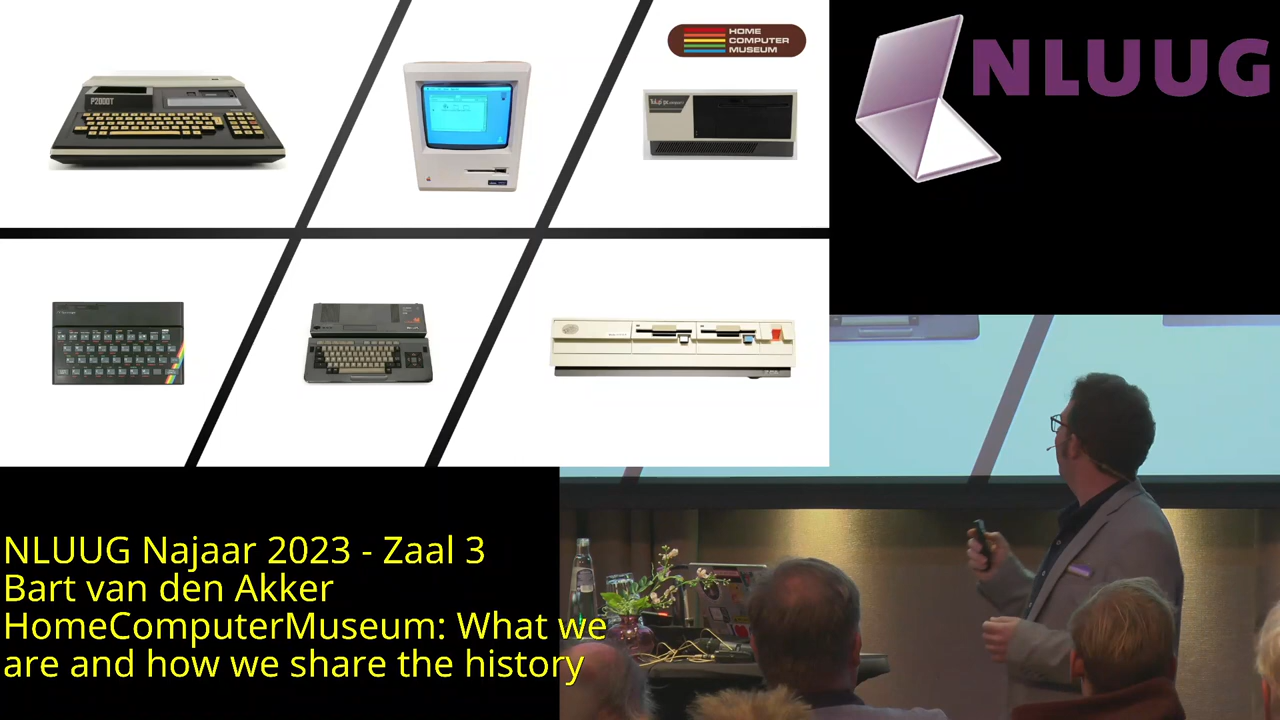 HOME
COMPUTER
MUSEUM
NLUUG
P2000T
NLUUG Najaar 2023 - Zaal 3
Bart van den Akker
HomeComputerMuseum: What we
are and how we share the history